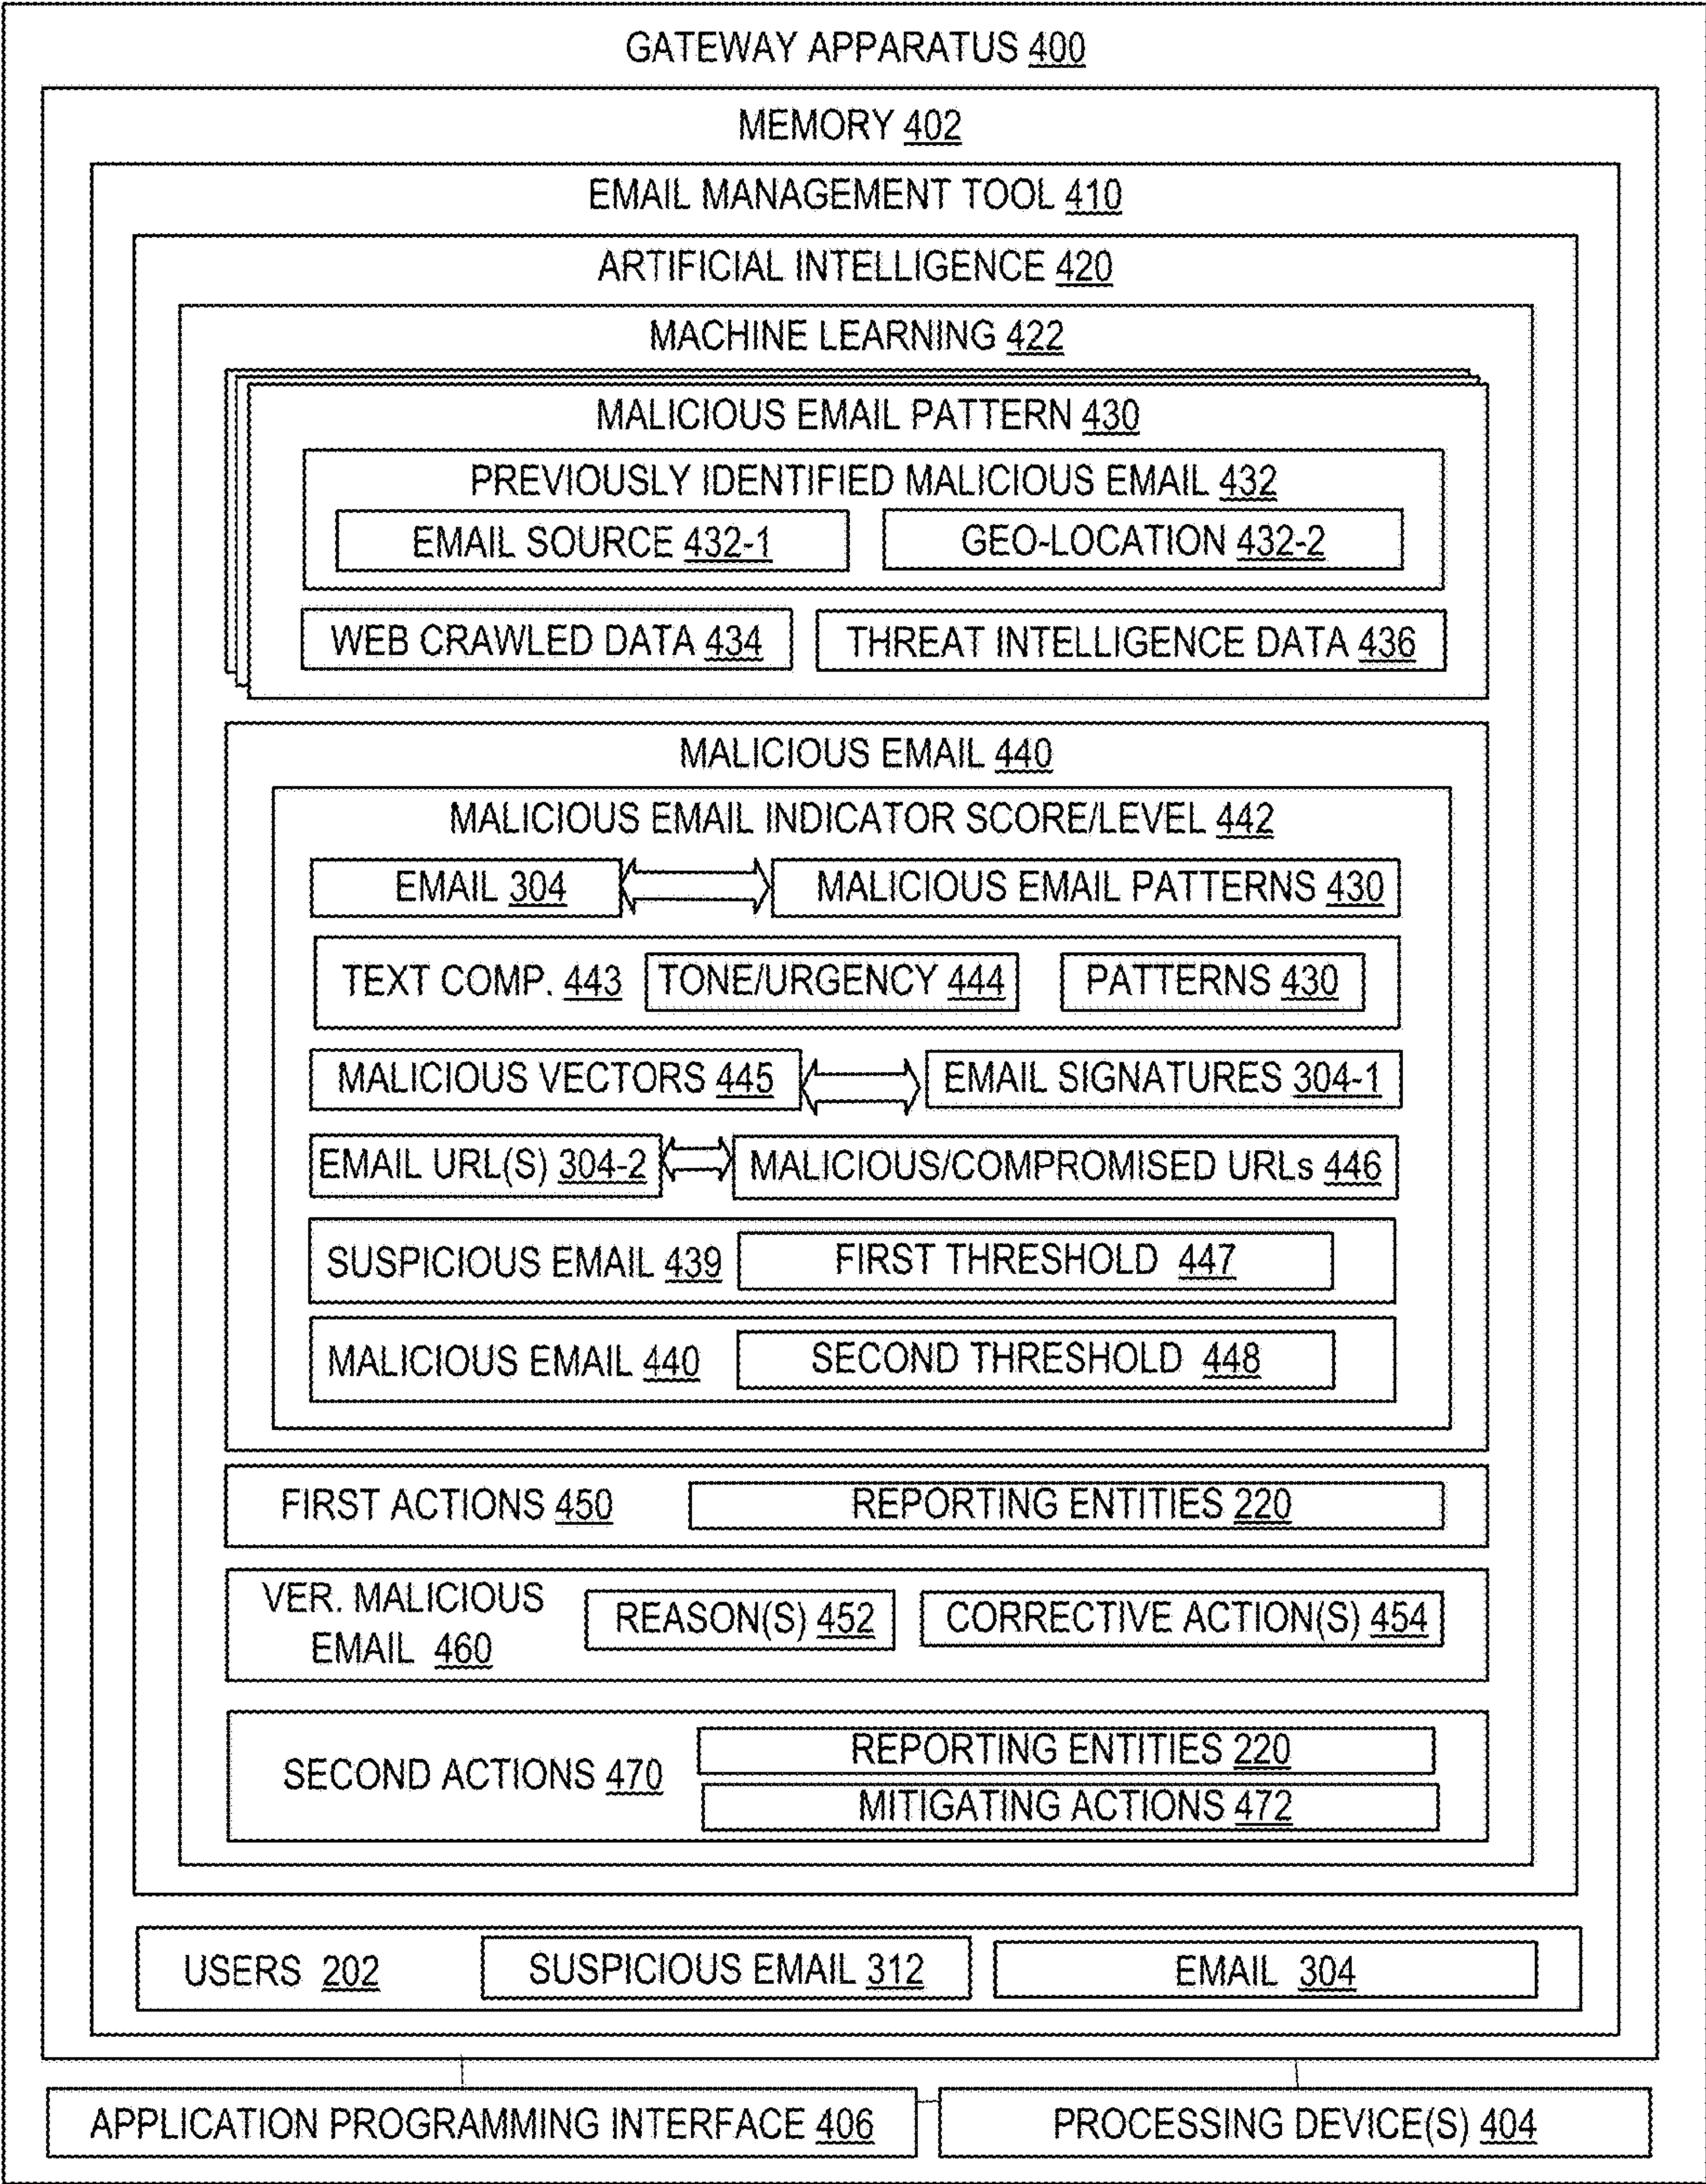 GATEWAY APPARATUS 400
MEMORY 402
EMAIL MANAGEMENT TOOL 410
ARTIFICIAL INTELLIGENCE 420
MACHINE LEARNING 422
MALICIOUS EMAIL PATTERN 430
PREVIOUSLY IDENTIFIED MALICIOUS EMAIL 432
EMAIL SOURCE 432-1 GEO-LOCATION 432-2
WEB CRAWLED DATA 434 THREAT INTELLIGENCE DATA 436
MALICIOUS EMAIL 440
MALICIOUS EMAIL INDICATOR SCORE/LEVEL 442
EMAIL 304 MALICIOUS EMAIL PATTERNS 430
TEXT COMP. 443 TONE/URGENCY 444 PATTERNS 430
MALICIOUS VECTORS 445 EMAIL SIGNATURES 304-1
EMAIL URL(S) 304-2 MALICIOUS/COMPROMISED URLs 446
SUSPICIOUS EMAIL 439 FIRST THRESHOLD 447
MALICIOUS EMAIL 440 SECOND THRESHOLD 448
FIRST ACTIONS 450 REPORTING ENTITIES 220
VER. MALICIOUS
EMAIL 460
REASON(S) 452 CORRECTIVE ACTION(S) 454
SECOND ACTIONS 470
REPORTING ENTITIES 220
MITIGATING ACTIONS 472
USERS 202 SUSPICIOUS EMAIL 312 EMAIL 304
APPLICATION PROGRAMMING INTERFACE 406 PROCESSING DEVICE(S) 404